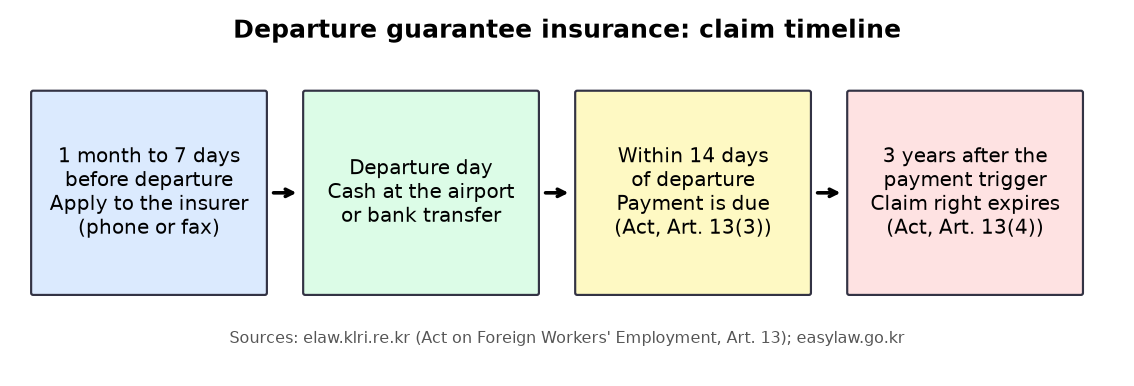 Departure guarantee insurance: claim timeline
1 month to 7 days
before departure
Apply to the insurer
(phone or fax)
Departure day
Cash at the airport
or bank transfer
Within 14 days
of departure
Payment is due
(Act, Art. 13(3))
3 years after the
payment trigger
Claim right expires
(Act, Art. 13(4))
Sources: elaw.klri.re.kr (Act on Foreign Workers' Employment, Art. 13); easylaw.go.kr